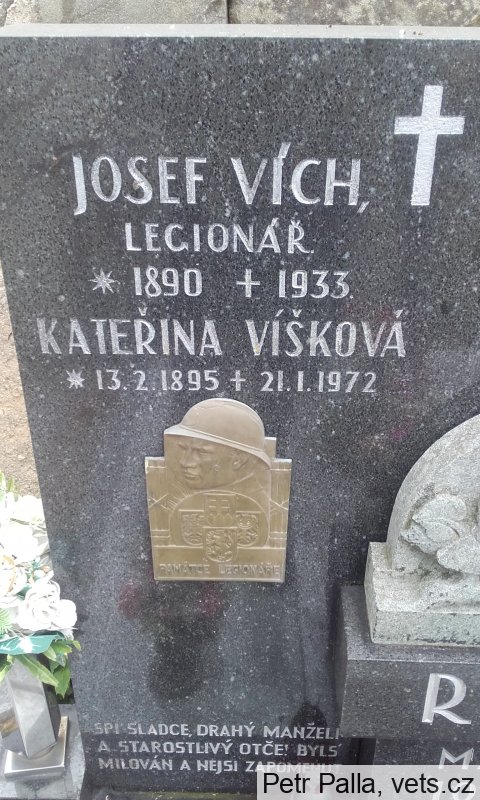 JOSEF VÍCH,
LEGIONÁŘ.
* 1890 + 1933.
KATEŘINA VÍŠKOVÁ
* 13.2.1895 + 21.1.1972
PAMÁTCE LEGIONÁŘE
SPI SLADCE, DRAHÝ MANŽELI
A STAROSTLIVÝ OTČE! BYLS
MILOVÁN A NEJSI ZAPOMENUT
R
M
Petr Palla, vets.cz